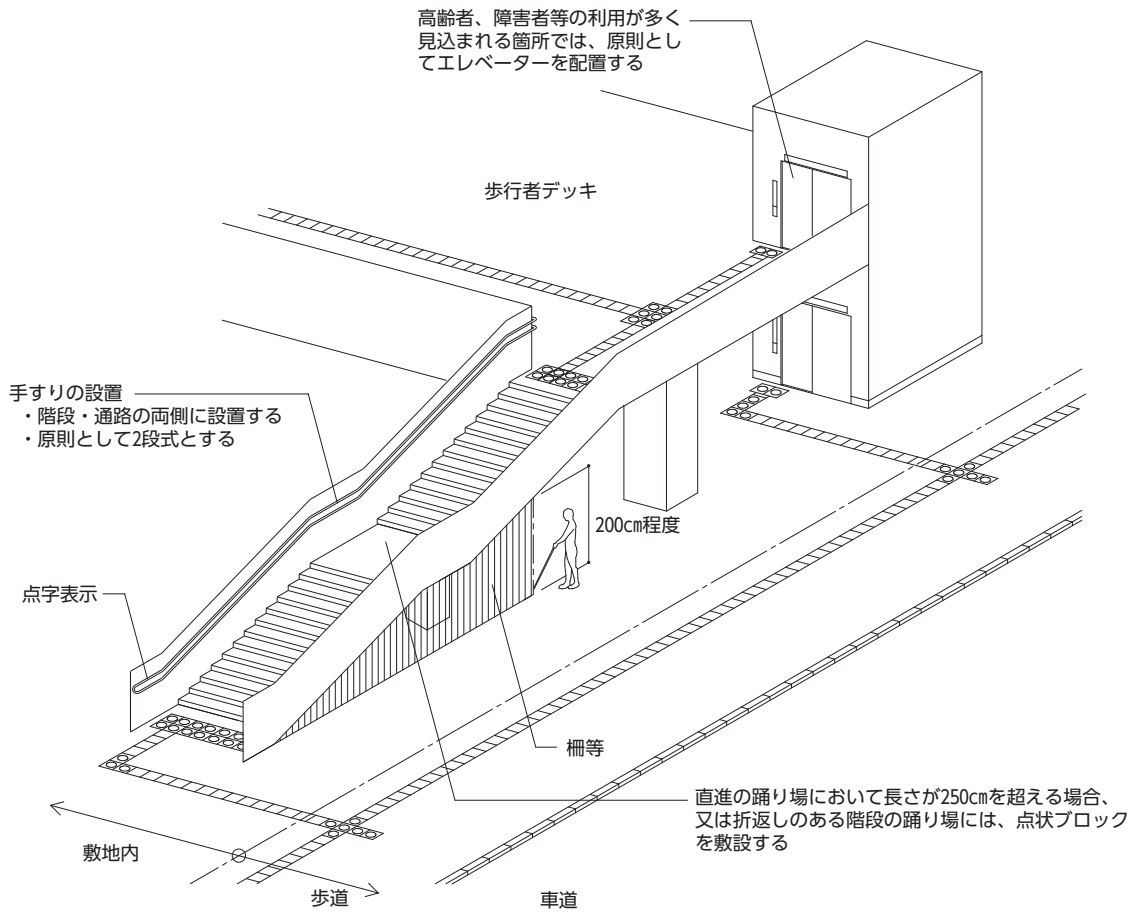 高齢者、障害者等の利用が多く
見込まれる箇所では、原則とし
てエレベーターを配置する
歩行者デッキ
手すりの設置
・階段・通路の両側に設置する
・原則として2段式とする
200cm程度
点字表示
柵等
直進の踊り場において長さが250cmを超える場合、
又は折返しのある階段の踊り場には、点状ブロック
を敷設する
敷地内
歩道
車道